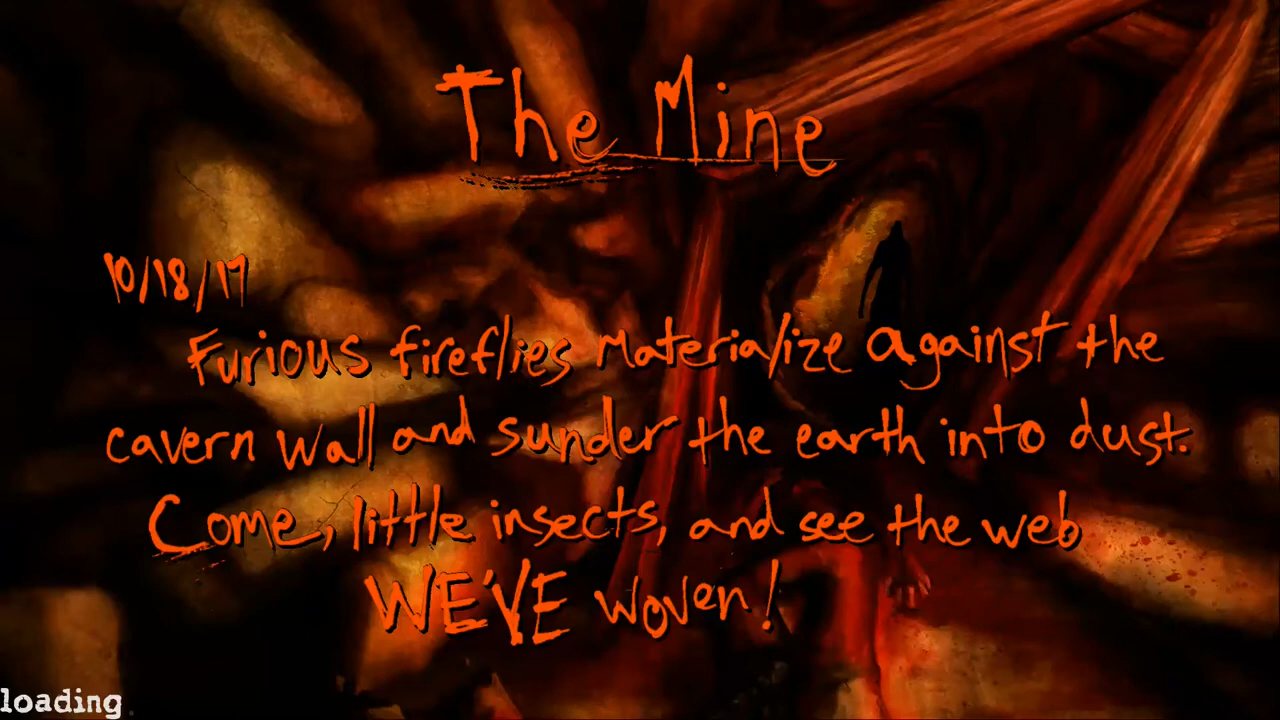 The Mine
10/18/17
Furious fireflies materialize against the
cavern wall and sunder the earth into dust.
Come, little insects, and see the web
WE'VE woven!
loading